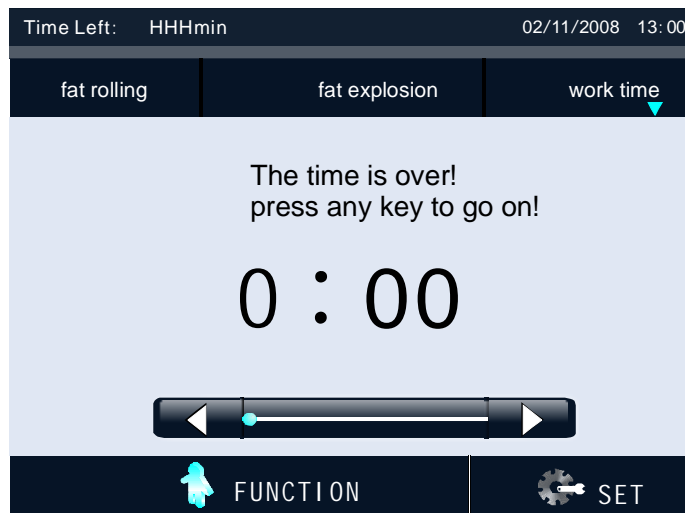 Time Left: HHHmin 02/11/2008 13:00
fat rolling fat explosion work time
The time is over!
press any key to go on!
0:00
FUNCTION SET